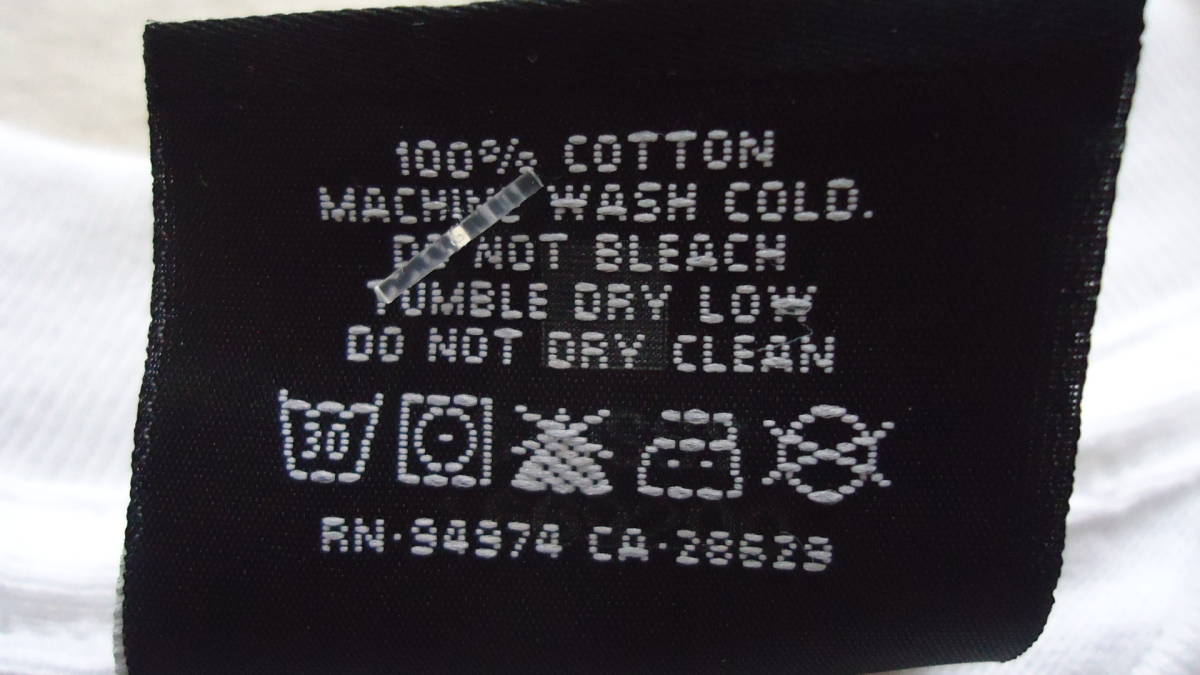 100% COTTON
MACHINE WASH COLD.
DO NOT BLEACH
TUMBLE DRY LOW
DO NOT DRY CLEAN
30
RN·94974 CA·28629